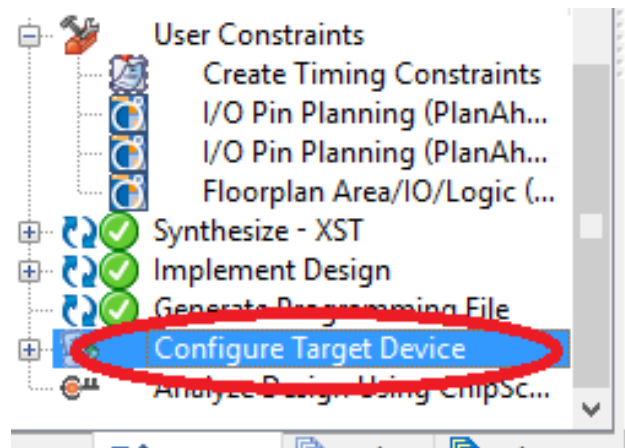 User Constraints
Create Timing Constraints
I/O Pin Planning (PlanAh...
I/O Pin Planning (PlanAh...
Floorplan Area/IO/Logic (...
Synthesize - XST
Implement Design
Generate Programming File
Configure Target Device
Analyze Design Using ChipSc...